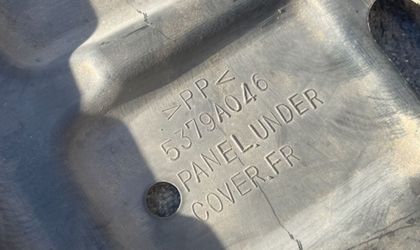 >PP<
5379A046
PANEL.UNDER
COVER.FR